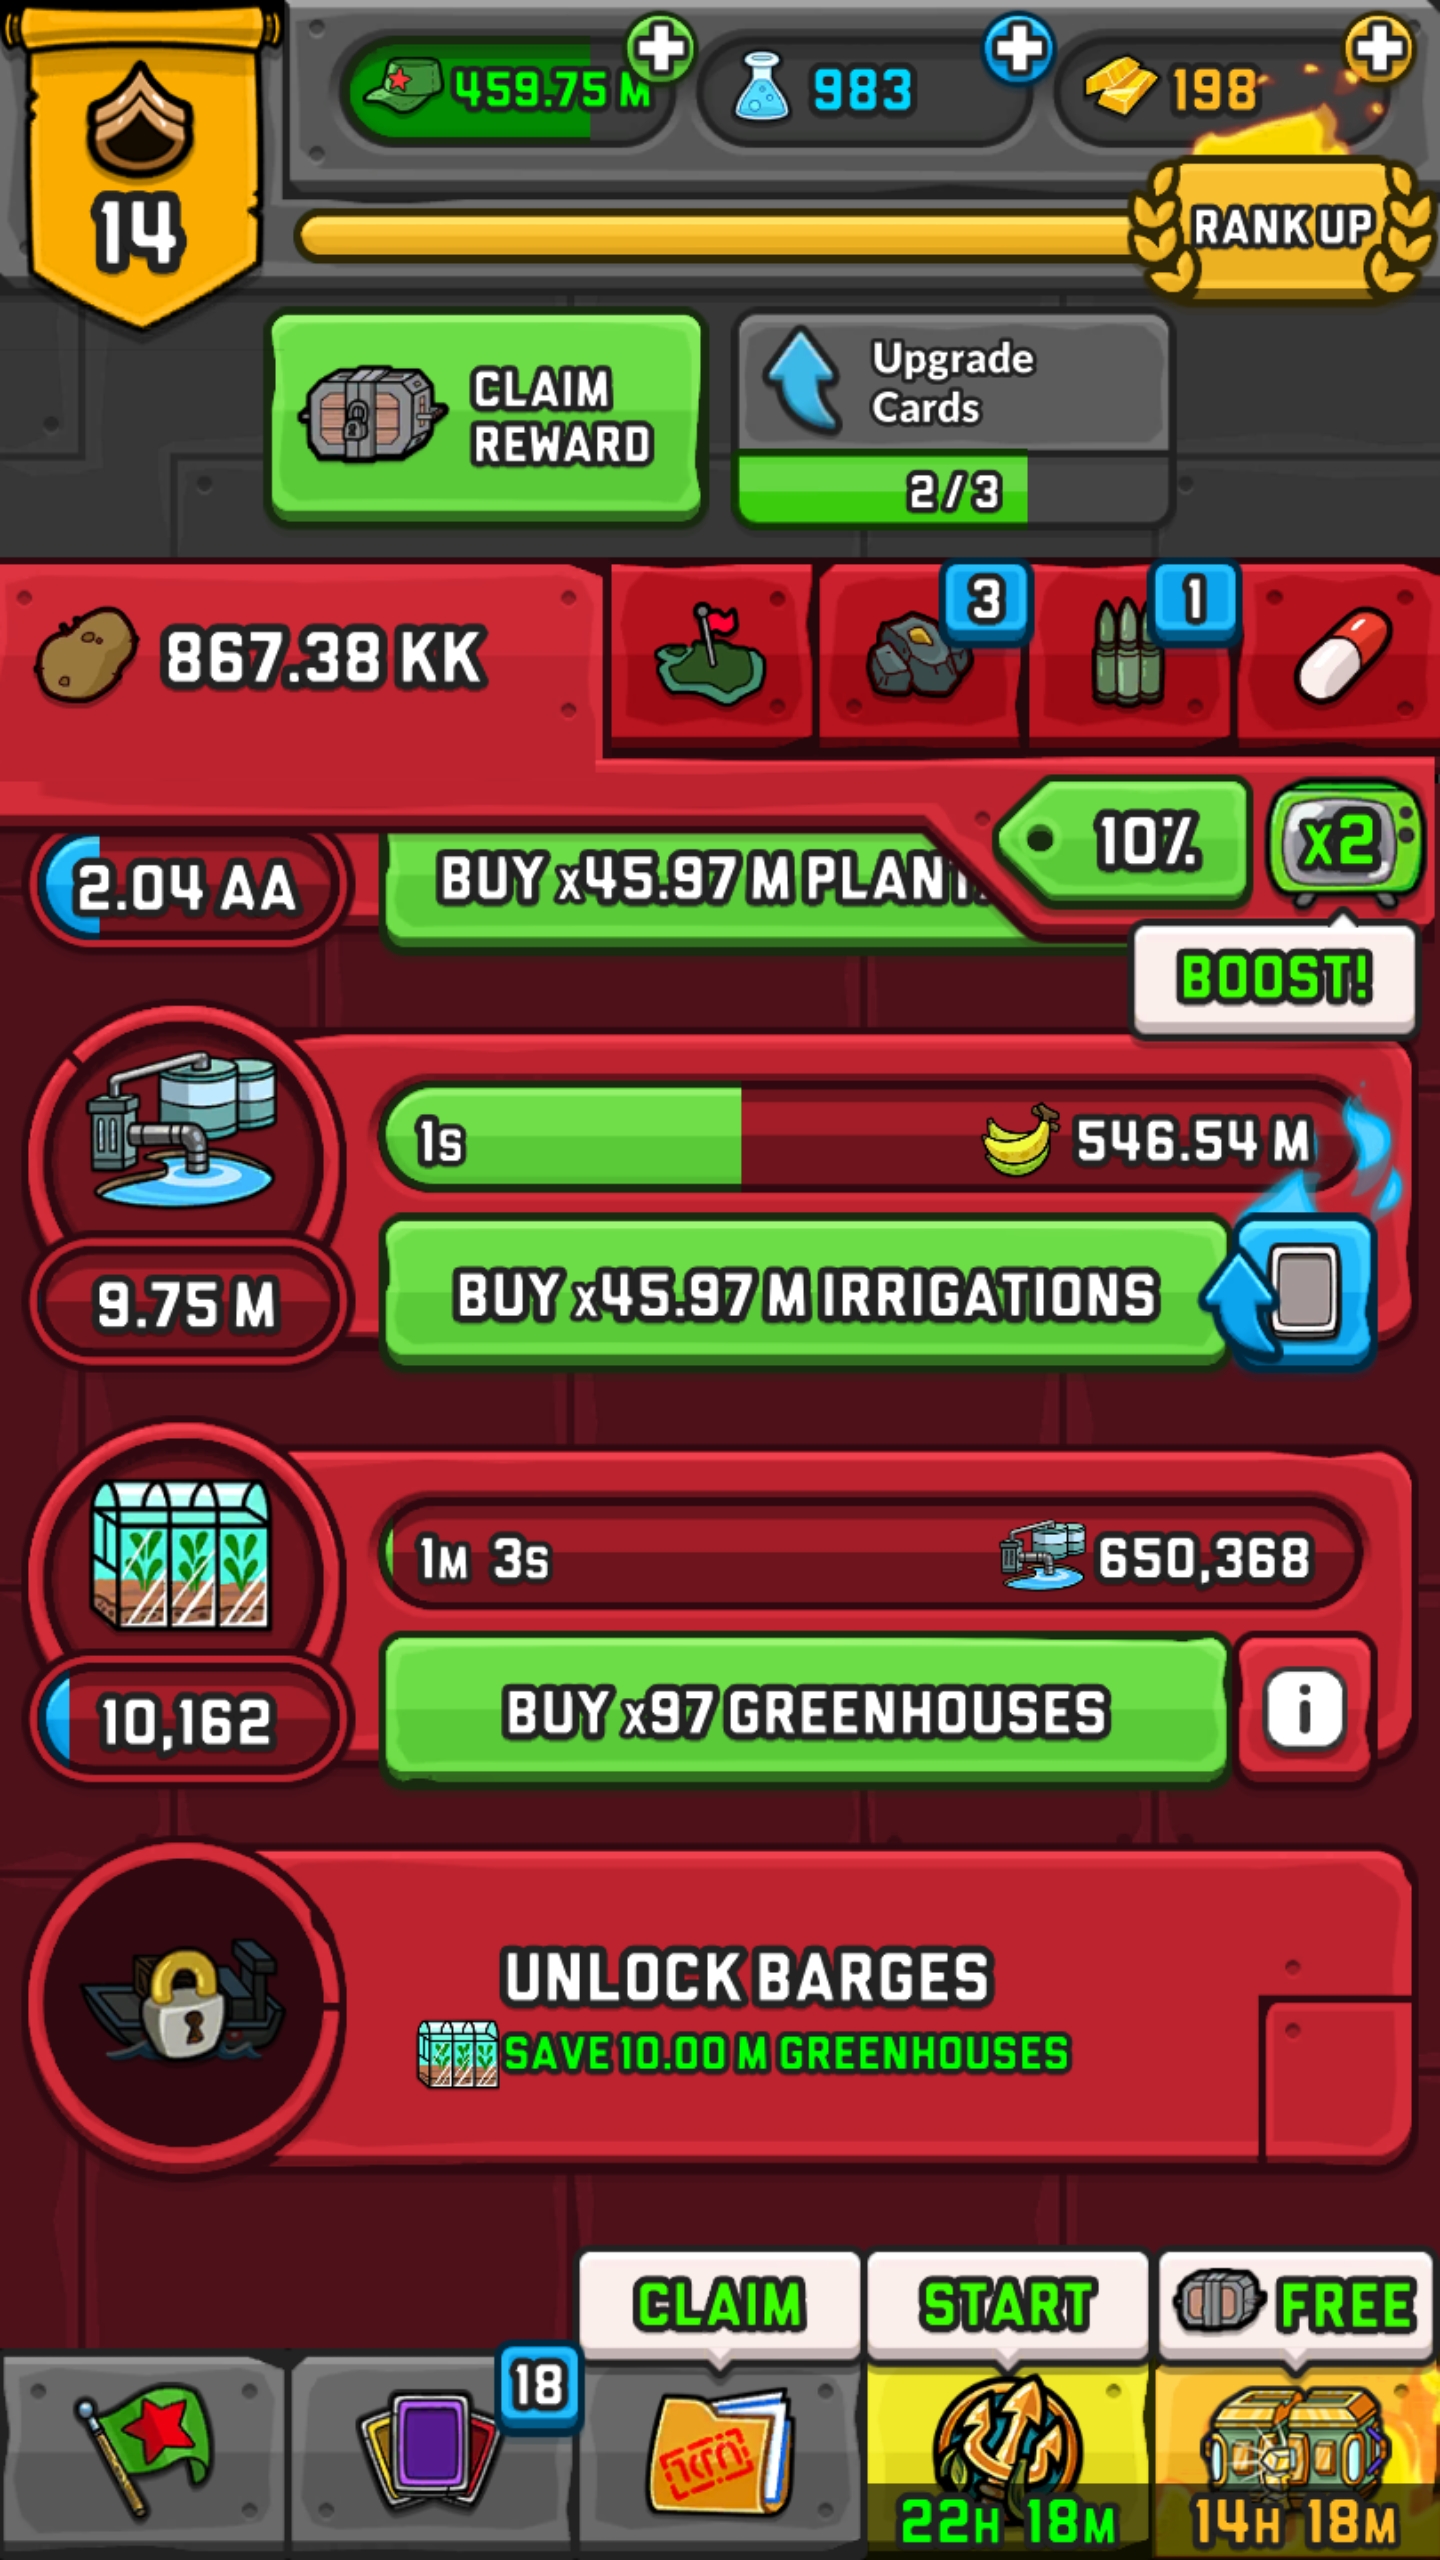 459.75 M
983
198
14
RANK UP
CLAIM
REWARD
Upgrade
Cards
2/3
867.38 KK
3
1
10%
x2
2.04 AA
BUY x45.97 M
BOOST!
1s
546.54 M
9.75 M
BUY x45.97 M IRRIGATIONS
1M 3s
650,368
10,162
BUY x97 GREENHOUSES
i
UNLOCK BARGES
SAVE 10.00 M GREENHOUSES
CLAIM
START
FREE
18
22H 18M
14H 18M